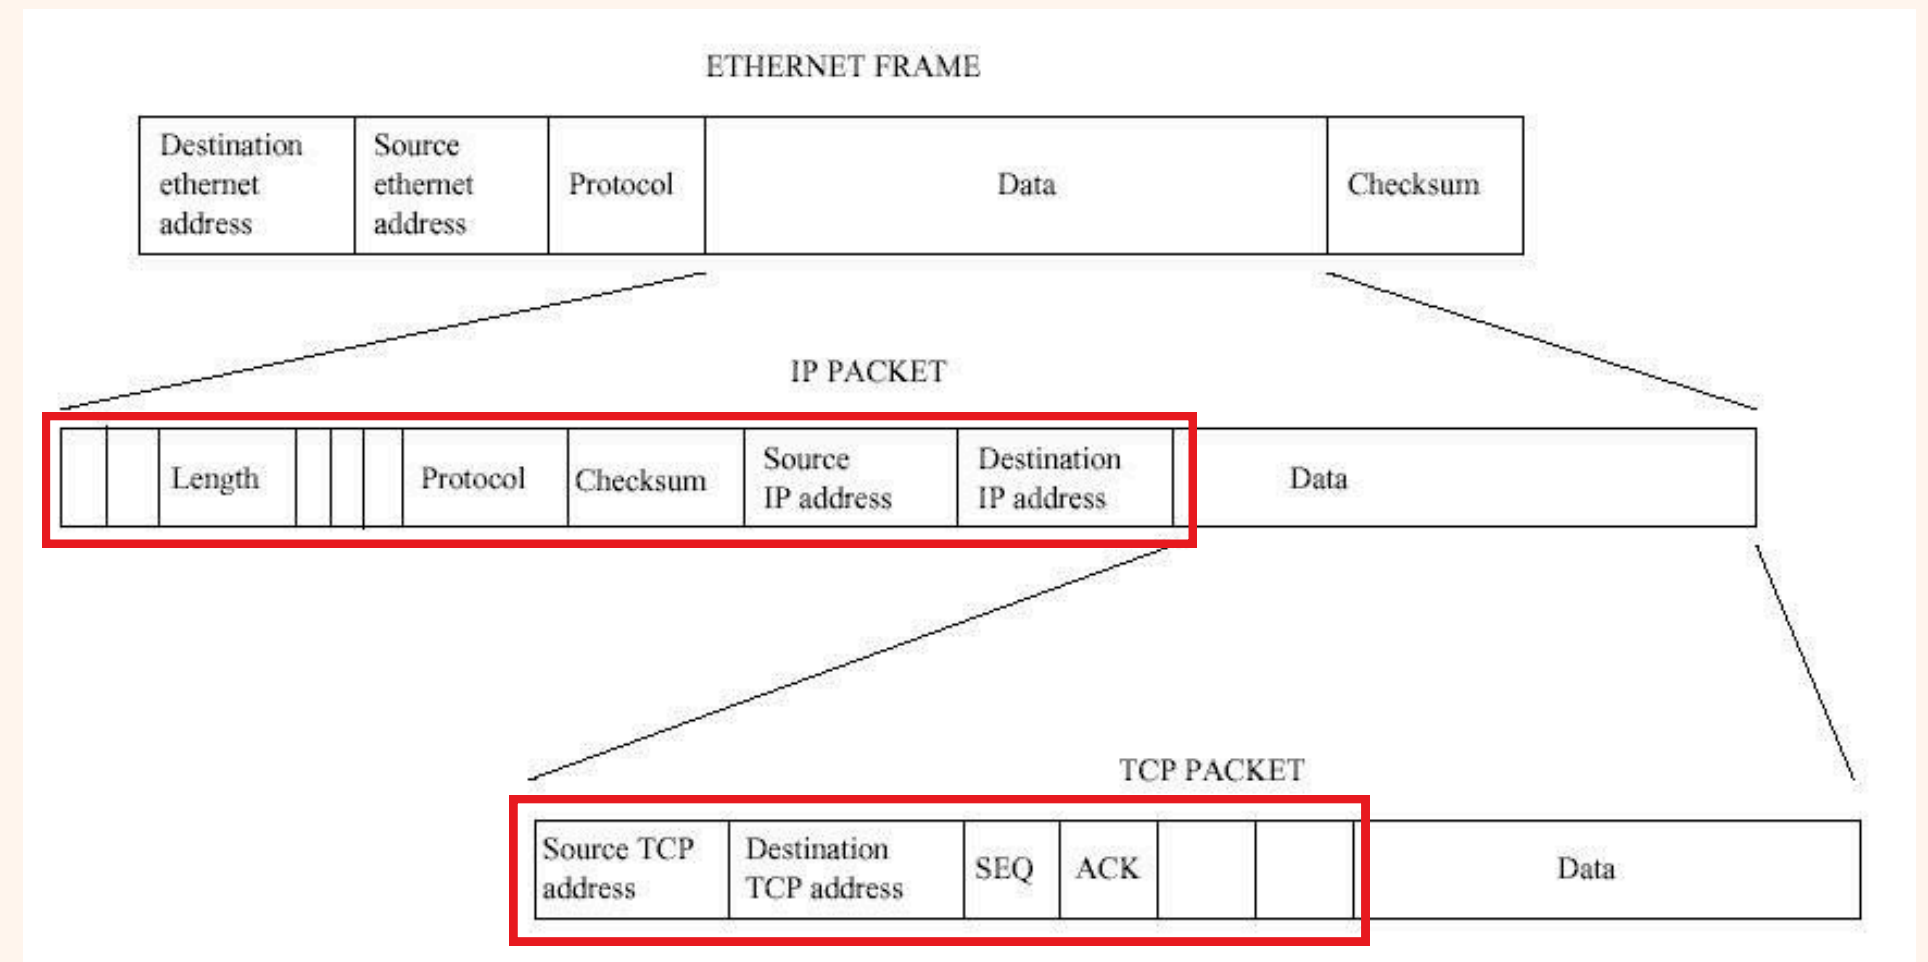 ETHERNET FRAME
Destination
ethernet
address
Source
ethernet
address
Protocol
Data
Checksum
IP PACKET
Length
Protocol
Checksum
Source
IP address
Destination
IP address
Data
TCP PACKET
Source TCP
address
Destination
TCP address
SEQ
ACK
Data